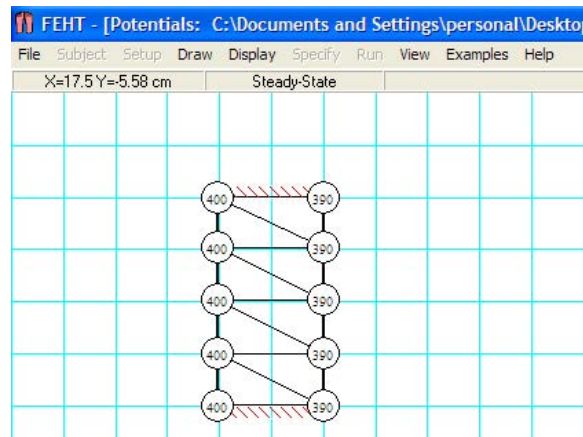 FEHT - [Potentials: C:\Documents and Settings\personal\Deskto
File Subject Setup Draw Display Specify Run View Examples Help
X=17.5 Y=-5.58 cm Steady-State
400 390
400 390
400 390
400 390
400 390